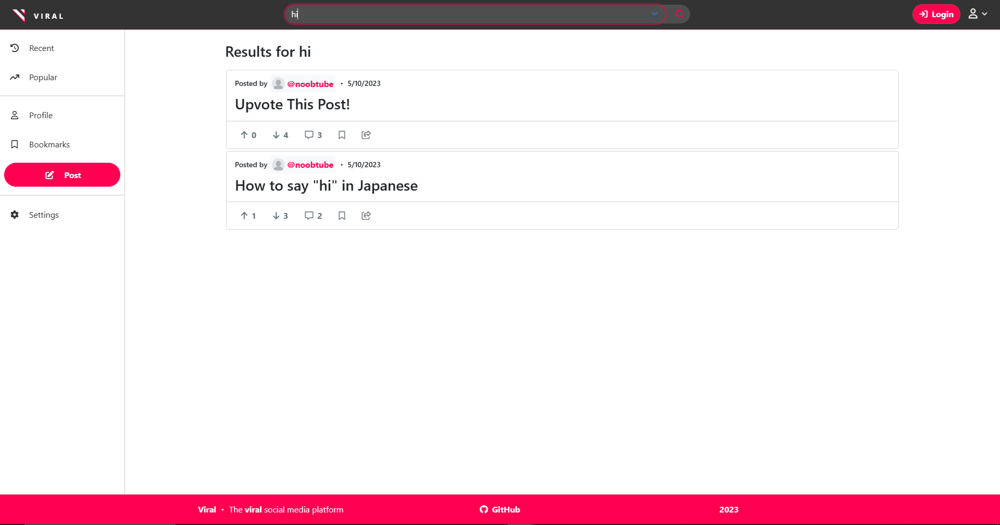 VIRAL
hi
Login
Recent
Popular
Profile
Bookmarks
Post
Settings
Results for hi
Posted by @noobtube • 5/10/2023
Upvote This Post!
0 4 3
Posted by @noobtube • 5/10/2023
How to say "hi" in Japanese
1 3 2
Viral • The viral social media platform
GitHub
2023